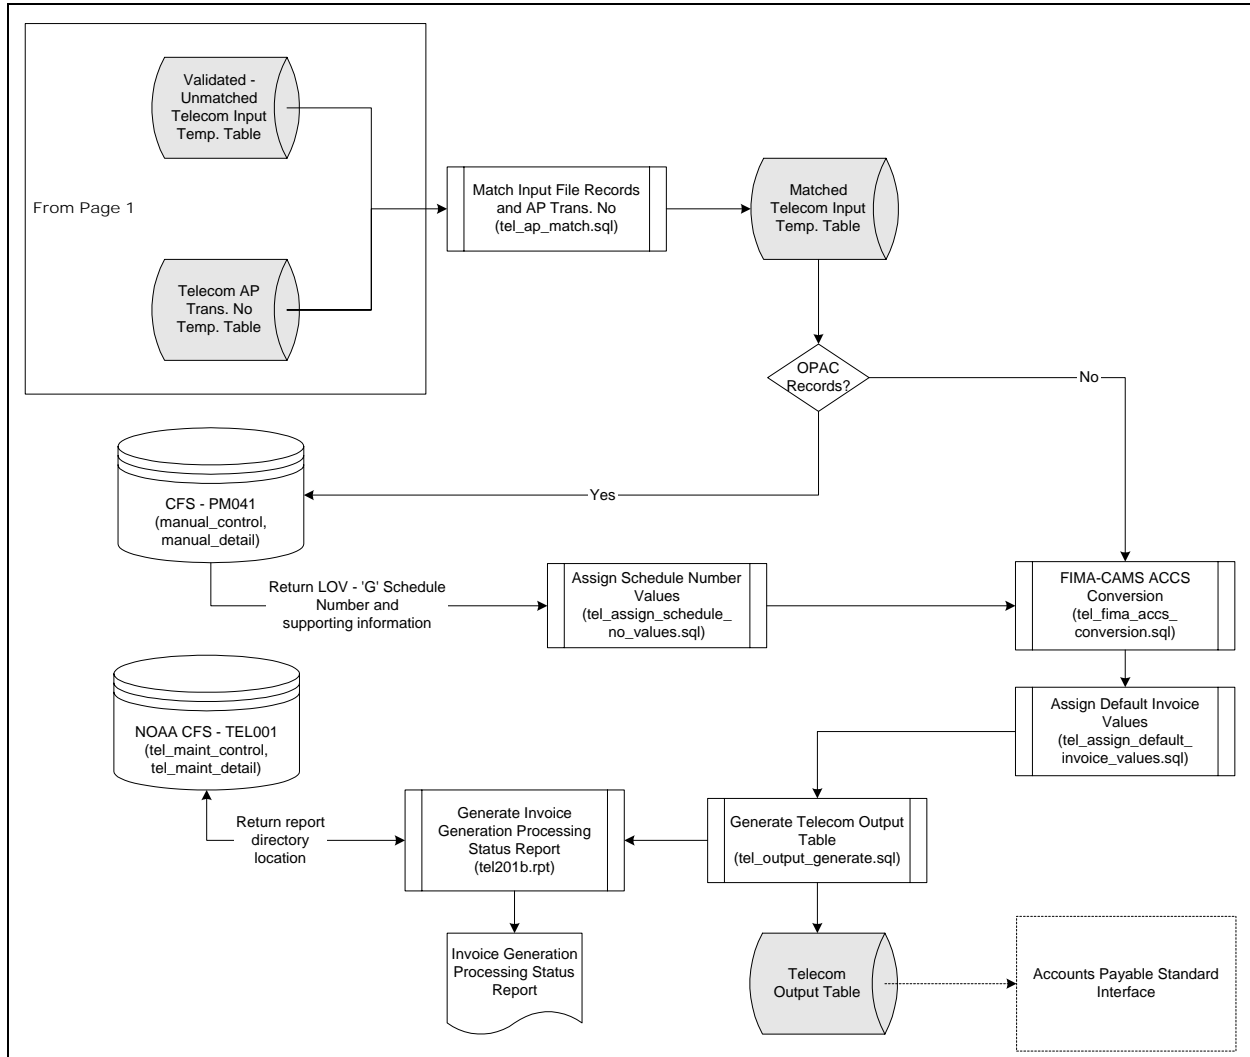 Validated -
Unmatched
Telecom Input
Temp. Table
From Page 1
Telecom AP
Trans. No
Temp. Table
Match Input File Records
and AP Trans. No
(tel_ap_match.sql)
Matched
Telecom Input
Temp. Table
OPAC
Records?
No
Yes
CFS - PM041
(manual_control,
manual_detail)
Return LOV - 'G' Schedule
Number and
supporting information
Assign Schedule Number
Values
(tel_assign_schedule_
no_values.sql)
FIMA-CAMS ACCS
Conversion
(tel_fima_accs_
conversion.sql)
Assign Default Invoice
Values
(tel_assign_default_
invoice_values.sql)
NOAA CFS - TEL001
(tel_maint_control,
tel_maint_detail)
Return report
directory
location
Generate Invoice
Generation Processing
Status Report
(tel201b.rpt)
Generate Telecom Output
Table
(tel_output_generate.sql)
Invoice Generation
Processing Status
Report
Telecom
Output Table
Accounts Payable Standard
Interface